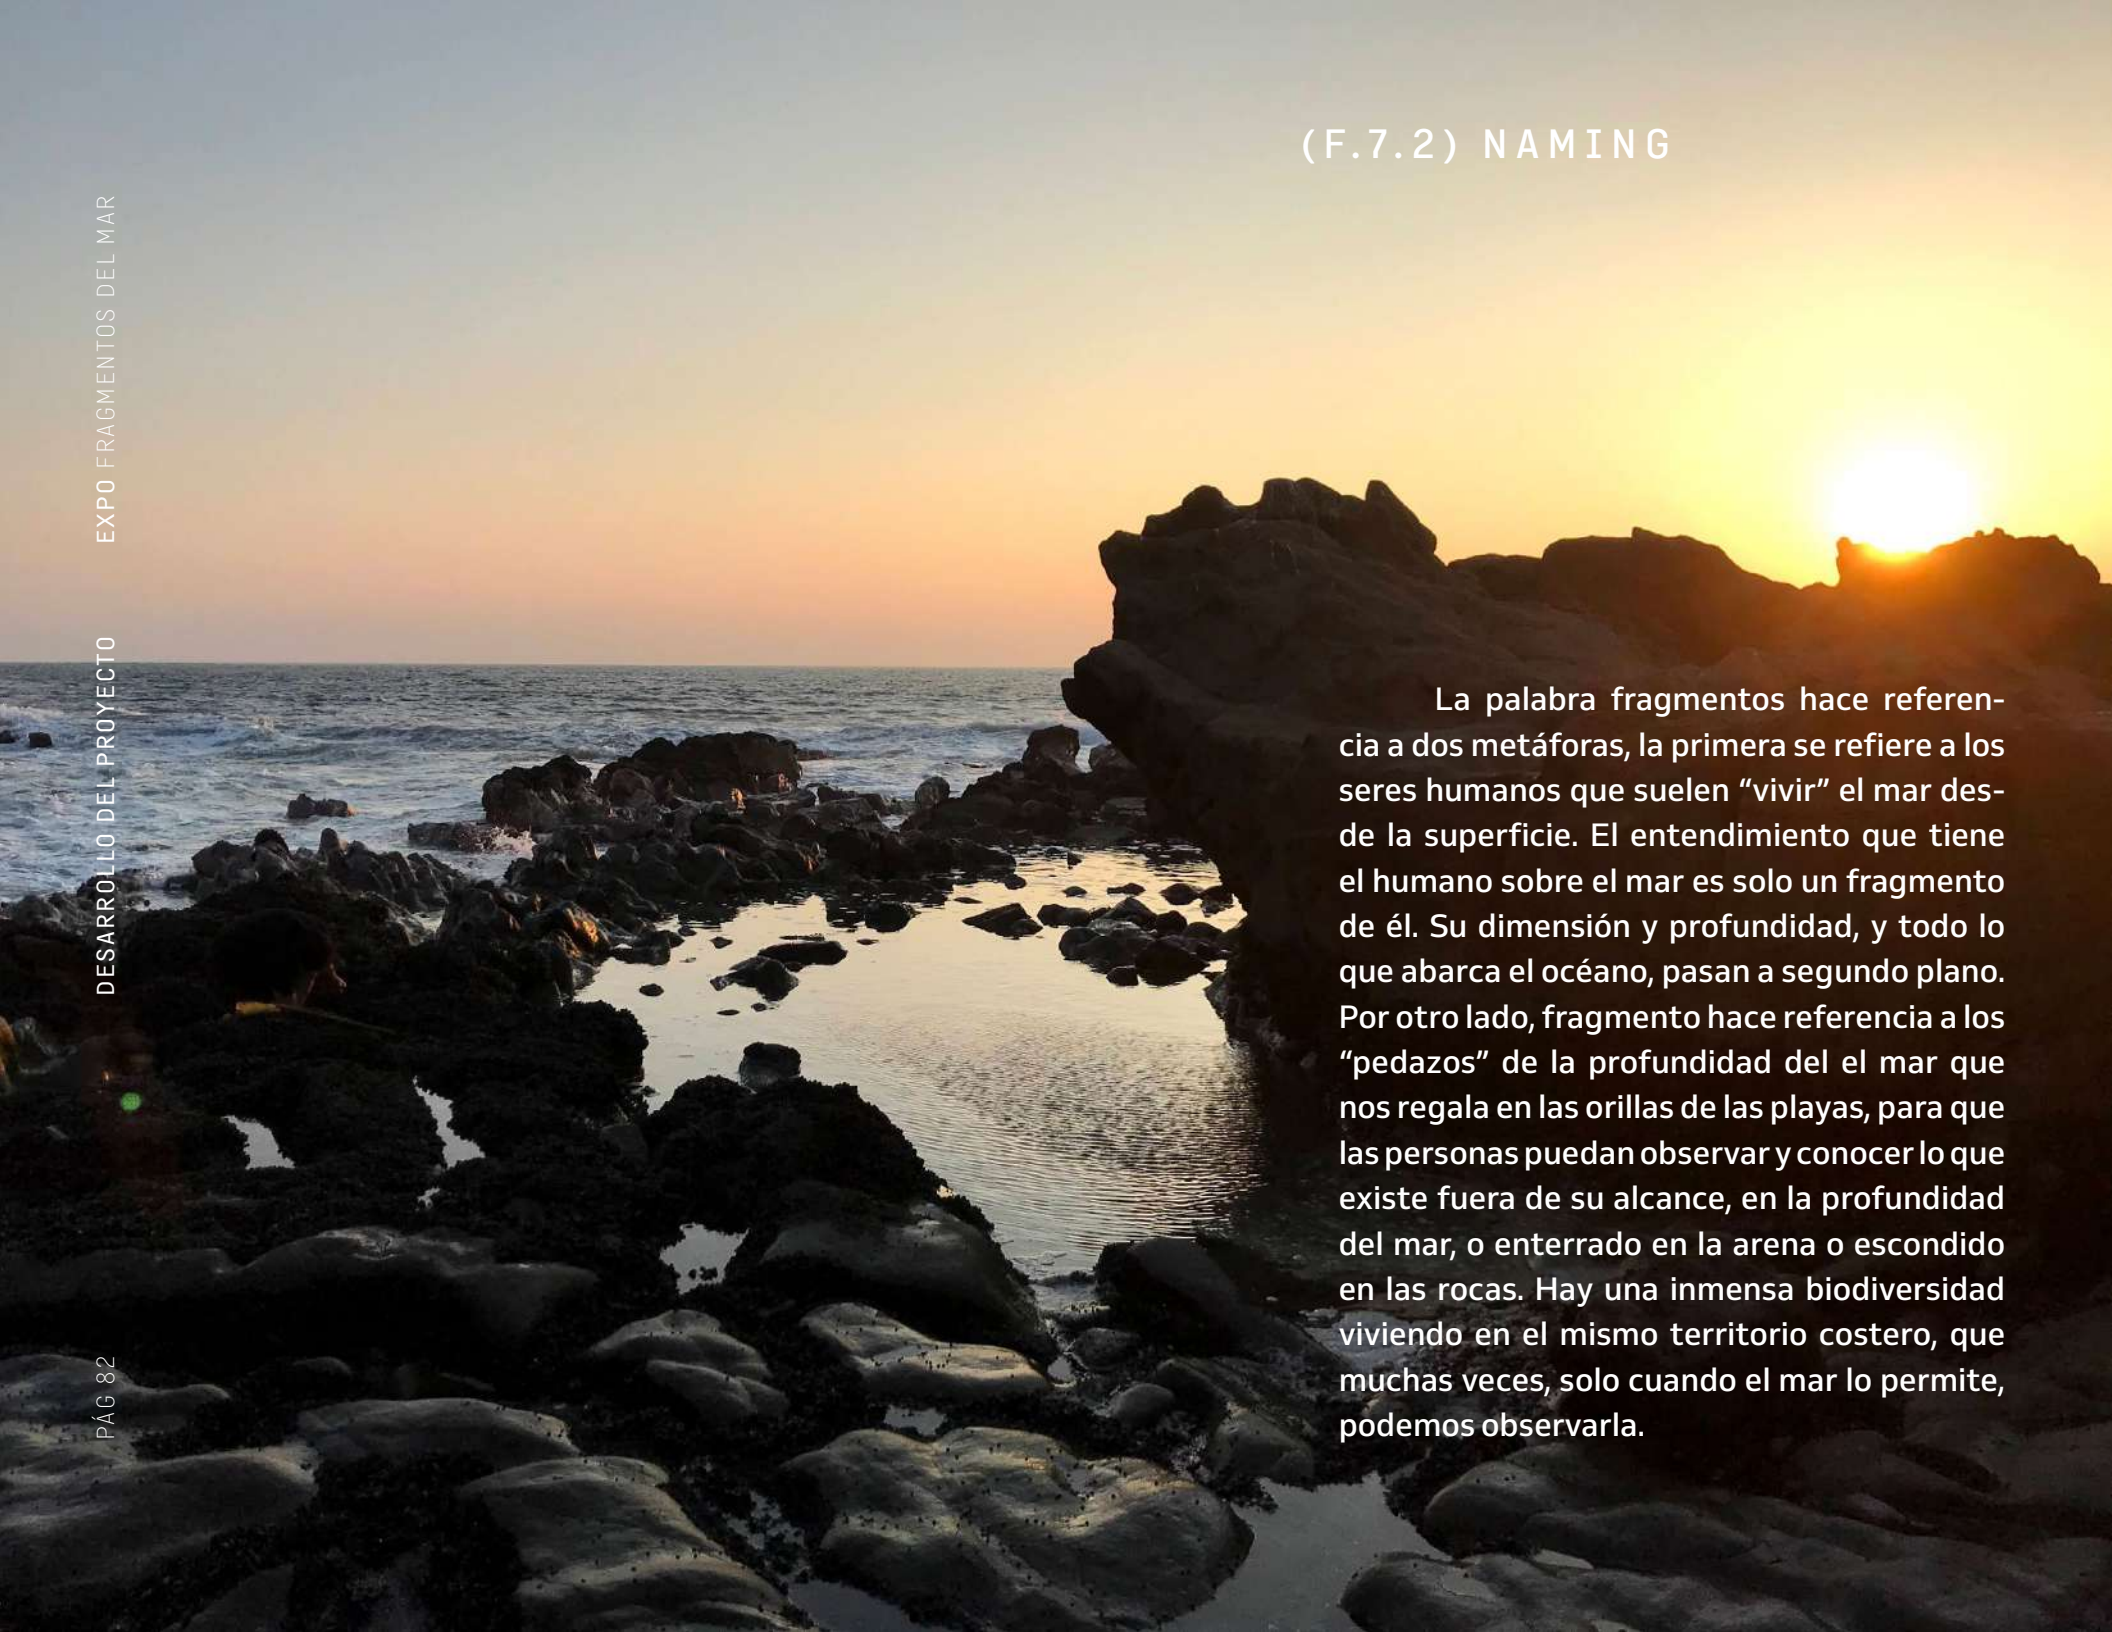 (F.7.2) NAMING
EXPO FRAGMENTOS DEL MAR
DESARROLLO DEL PROYECTO
PÁG 82
La palabra fragmentos hace referen-
cia a dos metáforas, la primera se refiere a los
seres humanos que suelen “vivir” el mar des-
de la superficie. El entendimiento que tiene
el humano sobre el mar es solo un fragmento
de él. Su dimensión y profundidad, y todo lo
que abarca el océano, pasan a segundo plano.
Por otro lado, fragmento hace referencia a los
“pedazos” de la profundidad del el mar que
nos regala en las orillas de las playas, para que
las personas puedan observar y conocer lo que
existe fuera de su alcance, en la profundidad
del mar, o enterrado en la arena o escondido
en las rocas. Hay una inmensa biodiversidad
viviendo en el mismo territorio costero, que
muchas veces, solo cuando el mar lo permite,
podemos observarla.